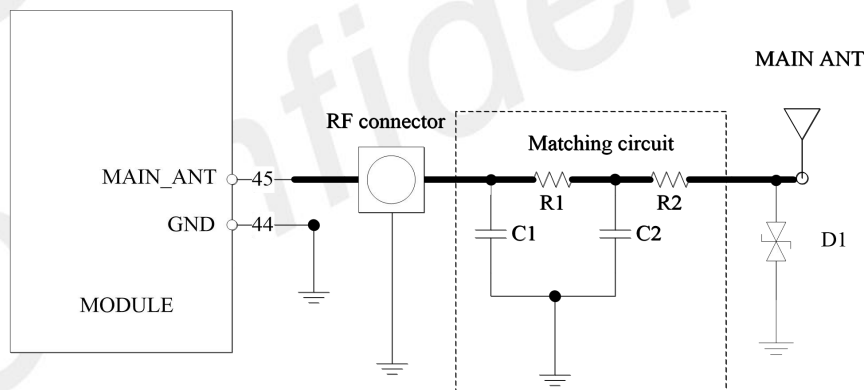 MAIN ANT
RF connector
Matching circuit
MAIN_ANT 45
R1 R2
GND 44
C1 C2 D1
MODULE